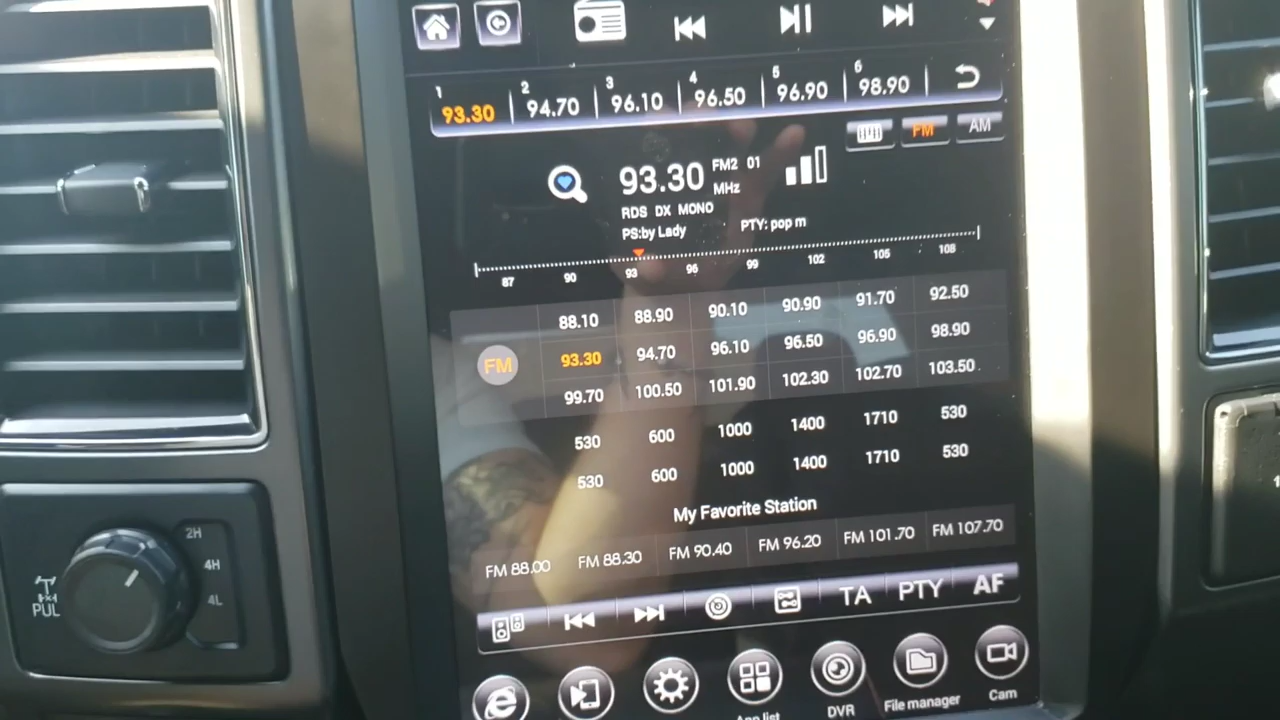 1 93.30 2 94.70 3 96.10 4 96.50 5 96.90 6 98.90
FM AM
93.30 FM2 01
MHz
RDS DX MONO
PS:by Lady PTY: pop m
87 90 93 96 99 102 105 108
88.10 88.90 90.10 90.90 91.70 92.50
FM 93.30 94.70 96.10 96.50 96.90 98.90
99.70 100.50 101.90 102.30 102.70 103.50
530 600 1000 1400 1710 530
530 600 1000 1400 1710 530
My Favorite Station
FM 88.00 FM 88.30 FM 90.40 FM 96.20 FM 101.70 FM 107.70
TA PTY AF
App list DVR File manager Cam
2H
4H
4L
PUL